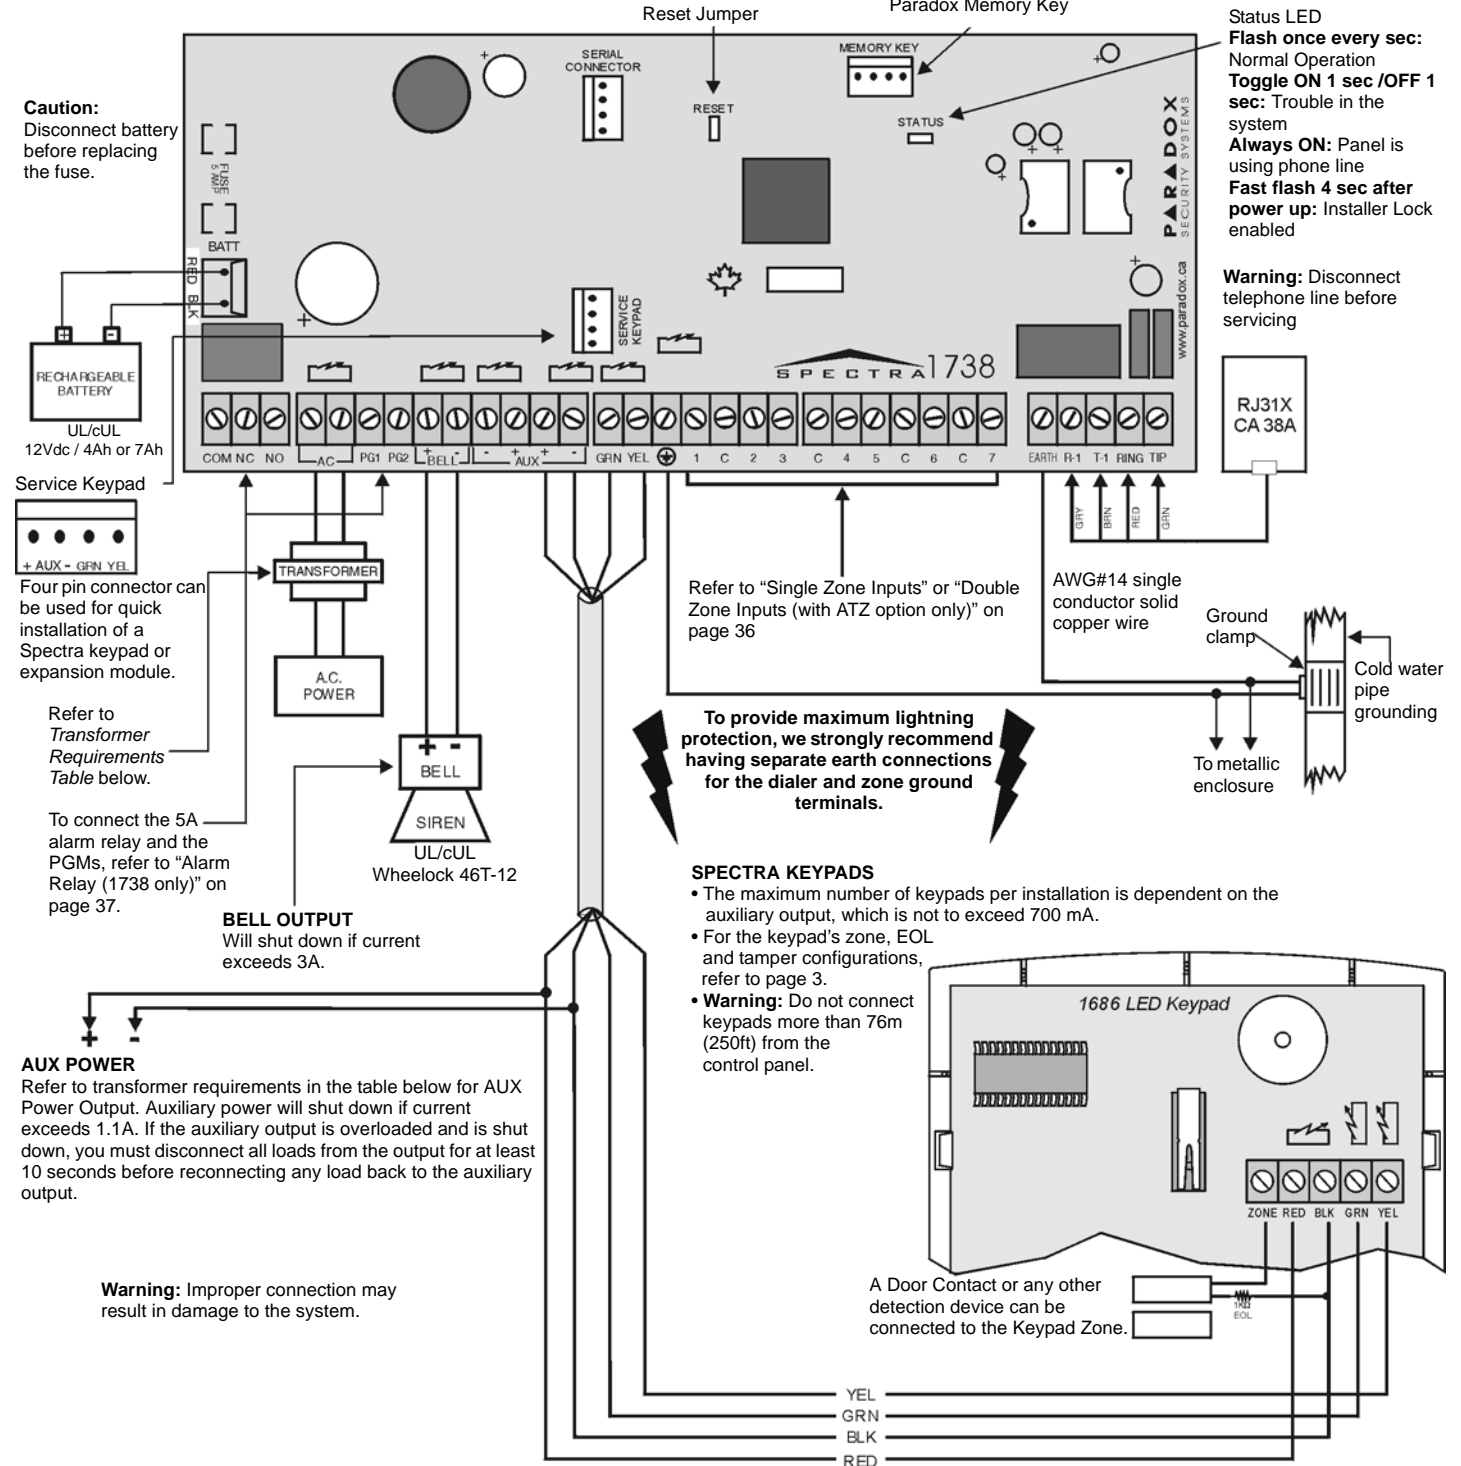 Reset Jumper
Paradox Memory Key
Status LED
Flash once every sec:
Normal Operation
Toggle ON 1 sec /OFF 1
sec: Trouble in the
system
Always ON: Panel is
using phone line
Fast flash 4 sec after
power up: Installer Lock
enabled
Warning: Disconnect
telephone line before
servicing
Caution:
Disconnect battery
before replacing
the fuse.
SERIAL
CONNECTOR
RESET
MEMORY KEY
STATUS
PARADOX
SECURITY SYSTEMS
www.paradox.ca
FUSE
5 AMP
BATT
RED
BLK
+ -
RECHARGEABLE
BATTERY
UL/cUL
12Vdc / 4Ah or 7Ah
SERVICE
KEYPAD
SPECTRA 1738
RJ31X
CA 38A
COM NC NO AC PG1 PG2 + BELL - - + AUX + - GRN YEL 1 C 2 3 C 4 5 C 6 C 7 EARTH R-1 T-1 RING TIP
GRY BRN RED GRN
Service Keypad
+ AUX - GRN YEL
Four pin connector can
be used for quick
installation of a
Spectra keypad or
expansion module.
TRANSFORMER
A.C.
POWER
Refer to
Transformer
Requirements
Table below.
To connect the 5A
alarm relay and the
PGMs, refer to “Alarm
Relay (1738 only)” on
page 37.
+ -
BELL
SIREN
UL/cUL
Wheelock 46T-12
BELL OUTPUT
Will shut down if current
exceeds 3A.
Refer to “Single Zone Inputs” or “Double
Zone Inputs (with ATZ option only)” on
page 36
AWG#14 single
conductor solid
copper wire
Ground
clamp
Cold water
pipe
grounding
To metallic
enclosure
To provide maximum lightning
protection, we strongly recommend
having separate earth connections
for the dialer and zone ground
terminals.
SPECTRA KEYPADS
• The maximum number of keypads per installation is dependent on the
auxiliary output, which is not to exceed 700 mA.
• For the keypad’s zone, EOL
and tamper configurations,
refer to page 3.
• Warning: Do not connect
keypads more than 76m
(250ft) from the
control panel.
+ -
AUX POWER
Refer to transformer requirements in the table below for AUX
Power Output. Auxiliary power will shut down if current
exceeds 1.1A. If the auxiliary output is overloaded and is shut
down, you must disconnect all loads from the output for at least
10 seconds before reconnecting any load back to the auxiliary
output.
Warning: Improper connection may
result in damage to the system.
1686 LED Keypad
ZONE RED BLK GRN YEL
A Door Contact or any other
detection device can be
connected to the Keypad Zone.
1KΩ
EOL
YEL
GRN
BLK
RED